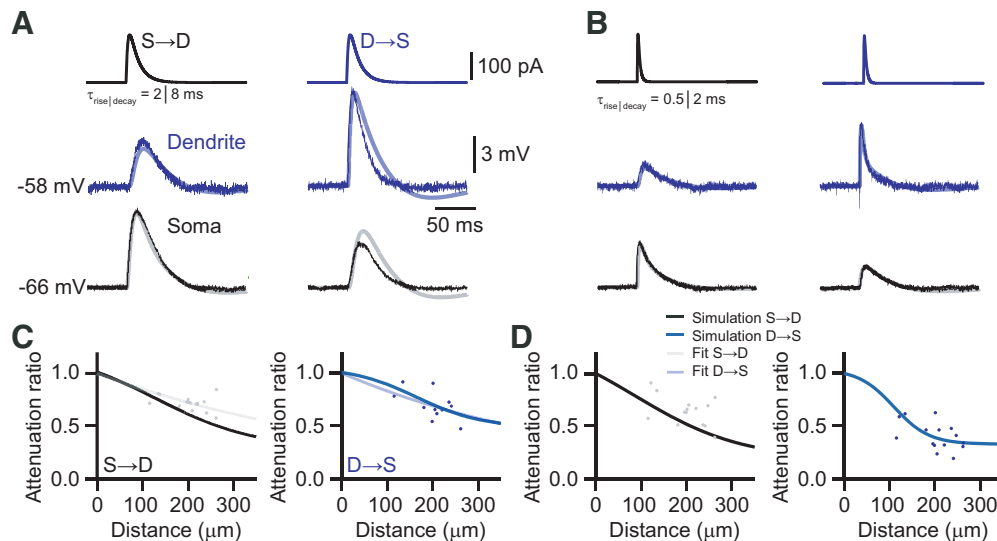 A
B
S→D
D→S
100 pA
τrise|decay = 2|8 ms
τrise|decay = 0.5|2 ms
Dendrite
3 mV
-58 mV
-58 mV
50 ms
Soma
-66 mV
-66 mV
C
D
Simulation S→D
Simulation D→S
Fit S→D
Fit D→S
Attenuation ratio
1.0
0.5
0.0
S→D
0 100 200 300
Distance (µm)
Attenuation ratio
1.0
0.5
0.0
D→S
0 100 200 300
Distance (µm)
Attenuation ratio
1.0
0.5
0.0
0 100 200 300
Distance (µm)
Attenuation ratio
1.0
0.5
0.0
0 100 200 300
Distance (µm)